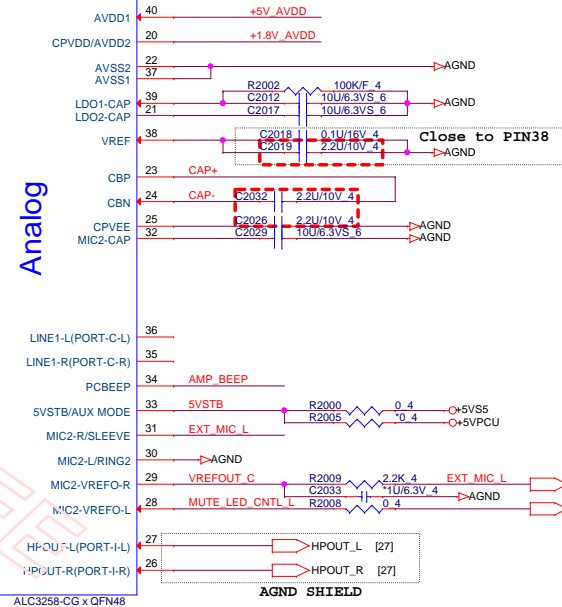 AVDD1 40 +5V_AVDD
CPVDD/AVDD2 20 +1.8V_AVDD
AVSS2 22 AGND
AVSS1 37
R2002 100K/F_4
LDO1-CAP 39 C2012 10U/6.3VS_6 AGND
LDO2-CAP 21 C2017 10U/6.3VS_6
VREF 38 C2018 0.1U/16V_4 Close to PIN38
C2019 2.2U/10V_4 AGND
CBP 23 CAP+
CBN 24 CAP- C2032 2.2U/10V_4
CPVEE 25 C2026 2.2U/10V_4 AGND
MIC2-CAP 32 C2029 10U/6.3VS_6 AGND
Analog
LINE1-L(PORT-C-L) 36
LINE1-R(PORT-C-R) 35
PCBEEP 34 AMP_BEEP
5VSTB/AUX MODE 33 5VSTB R2000 0_4 +5VS5
R2005 *0_4 +5VPCU
MIC2-R/SLEEVE 31 EXT_MIC_L
MIC2-L/RING2 30 AGND
MIC2-VREFO-R 29 VREFOUT_C R2009 2.2K_4 EXT_MIC_L
C2033 *1U/6.3V_4 AGND
MIC2-VREFO-L 28 MUTE_LED_CNTL_L R2008 0_4
HPOUT-L(PORT-I-L) 27 HPOUT_L [27]
HPOUT-R(PORT-I-R) 26 HPOUT_R [27]
AGND SHIELD
ALC3258-CG x QFN48